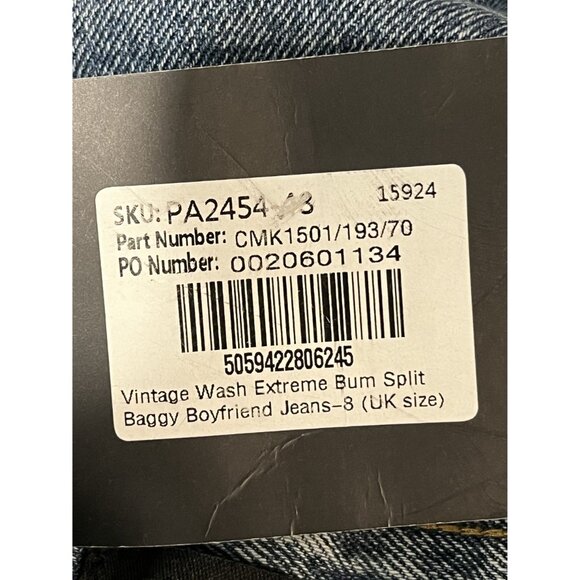 SKU: PA2454 15924
Part Number: CMK1501/193/70
PO Number: 0020601134
5059422806245
Vintage Wash Extreme Bum Split
Baggy Boyfriend Jeans-8 (UK size)